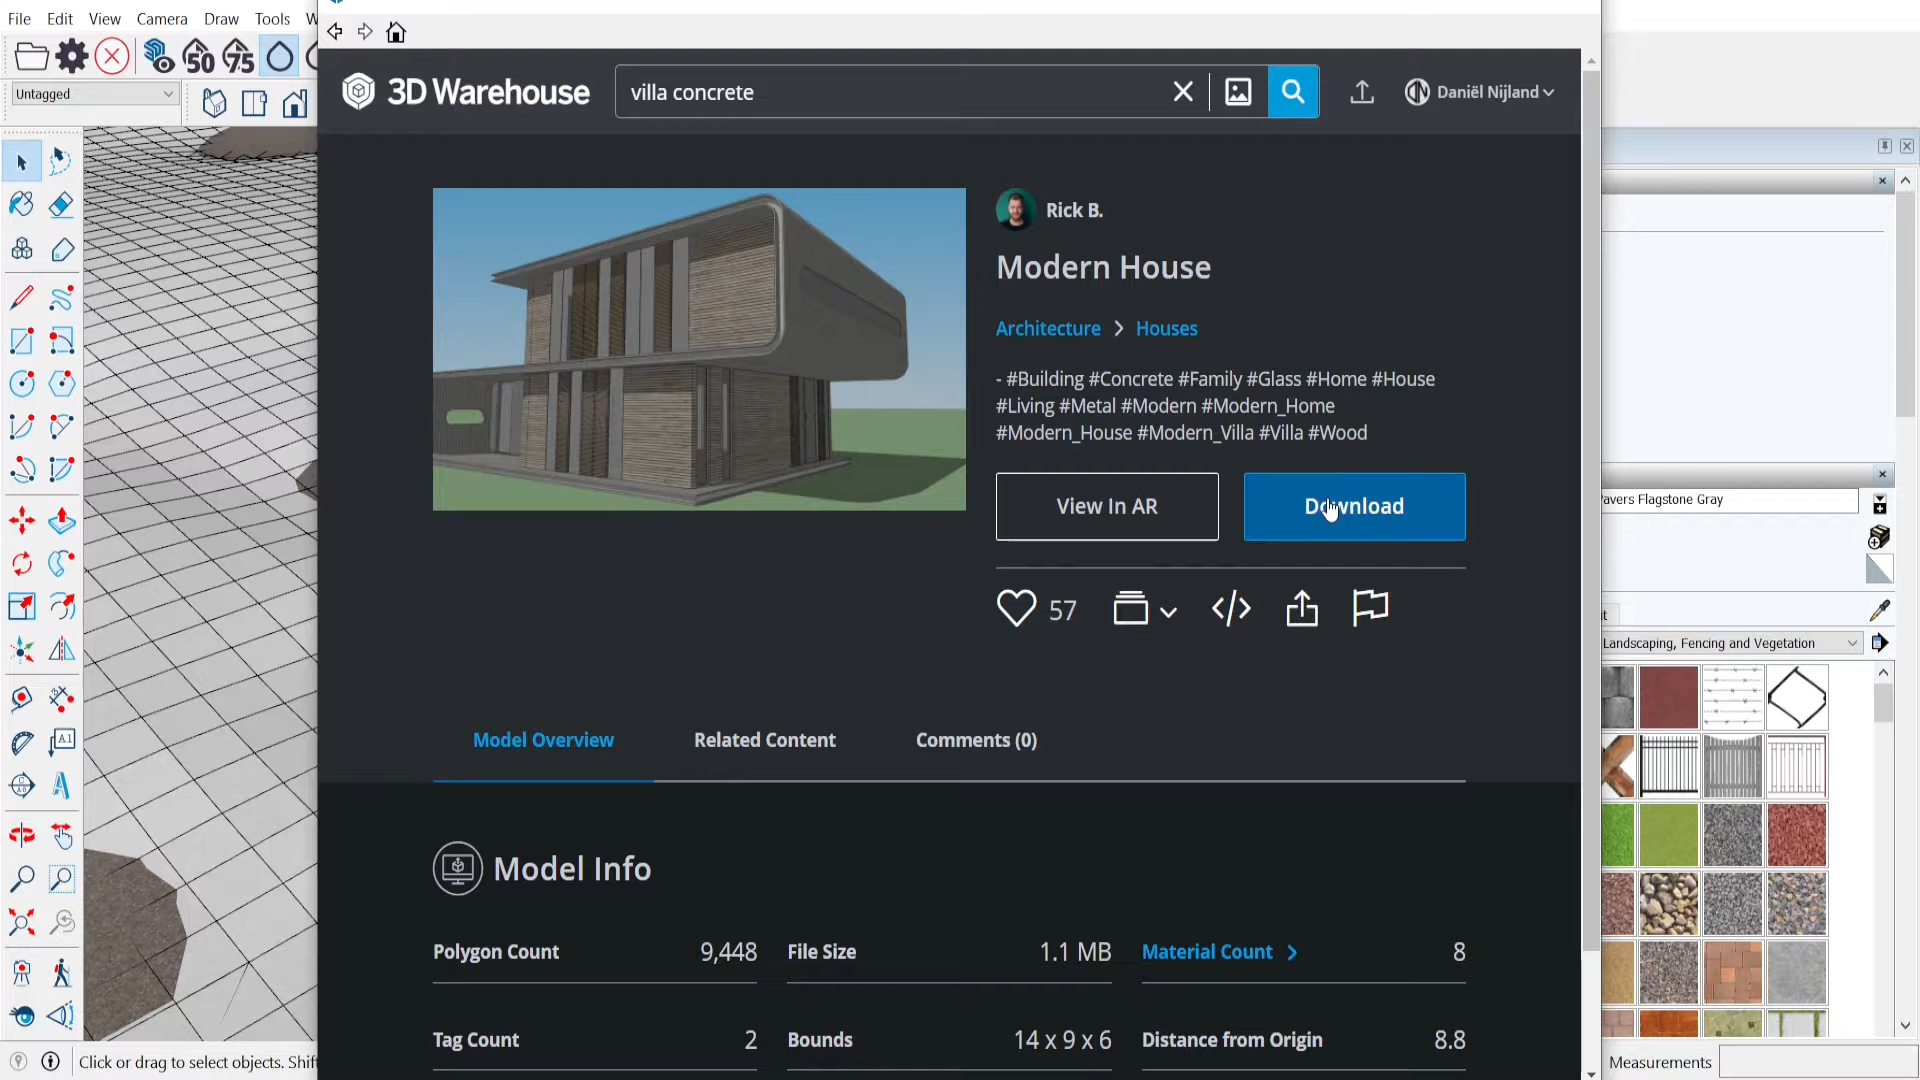 File Edit View Camera Draw Tools
50 75
Untagged
3D Warehouse
villa concrete
Daniël Nijland
Rick B.
Modern House
Architecture > Houses
- #Building #Concrete #Family #Glass #Home #House
#Living #Metal #Modern #Modern_Home
#Modern_House #Modern_Villa #Villa #Wood
View In AR
Download
57
Model Overview
Related Content
Comments (0)
Model Info
Polygon Count 9,448
File Size 1.1 MB
Material Count > 8
Tag Count 2
Bounds 14 x 9 x 6
Distance from Origin 8.8
Flagstone Gray
Landscaping, Fencing and Vegetation
Click or drag to select objects. Shif
Measurements